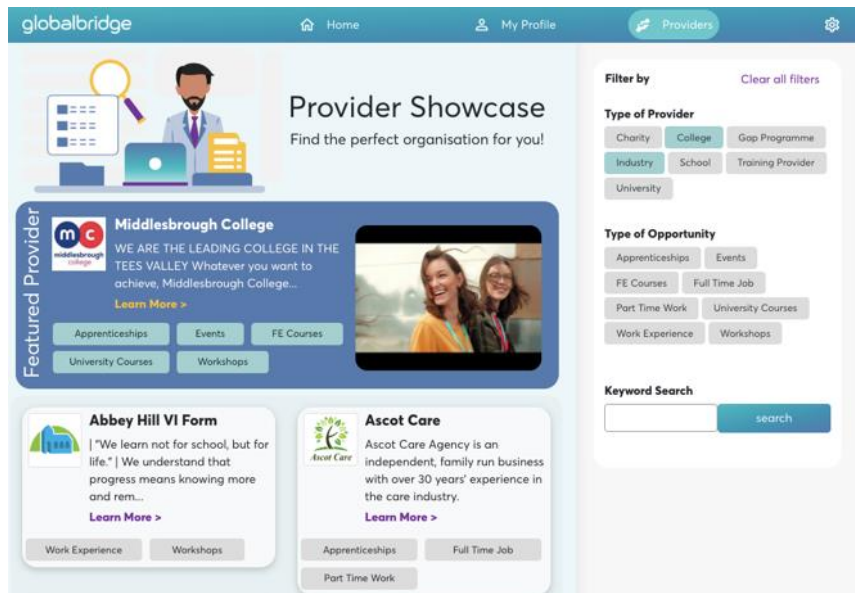 globalbridge
Home
My Profile
Providers
Provider Showcase
Find the perfect organisation for you!
Featured Provider
mc
middlesbrough
college
Middlesbrough College
WE ARE THE LEADING COLLEGE IN THE
TEES VALLEY Whatever you want to
achieve, Middlesbrough College...
Learn More >
Apprenticeships
Events
FE Courses
University Courses
Workshops
Abbey Hill VI Form
| "We learn not for school, but for
life." | We understand that
progress means knowing more
and rem...
Learn More >
Work Experience
Workshops
Ascot Care
Ascot Care
Ascot Care Agency is an
independent, family run business
with over 30 years' experience in
the care industry.
Learn More >
Apprenticeships
Full Time Job
Part Time Work
Filter by
Clear all filters
Type of Provider
Charity
College
Gap Programme
Industry
School
Training Provider
University
Type of Opportunity
Apprenticeships
Events
FE Courses
Full Time Job
Part Time Work
University Courses
Work Experience
Workshops
Keyword Search
search